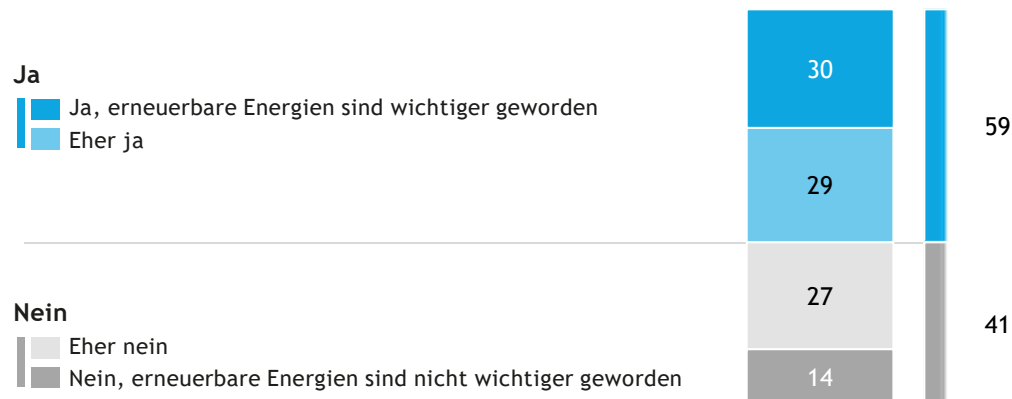 30
Ja
Ja, erneuerbare Energien sind wichtiger geworden
59
Eher ja
29
27
Nein
41
Eher nein
Nein, erneuerbare Energien sind nicht wichtiger geworden
14